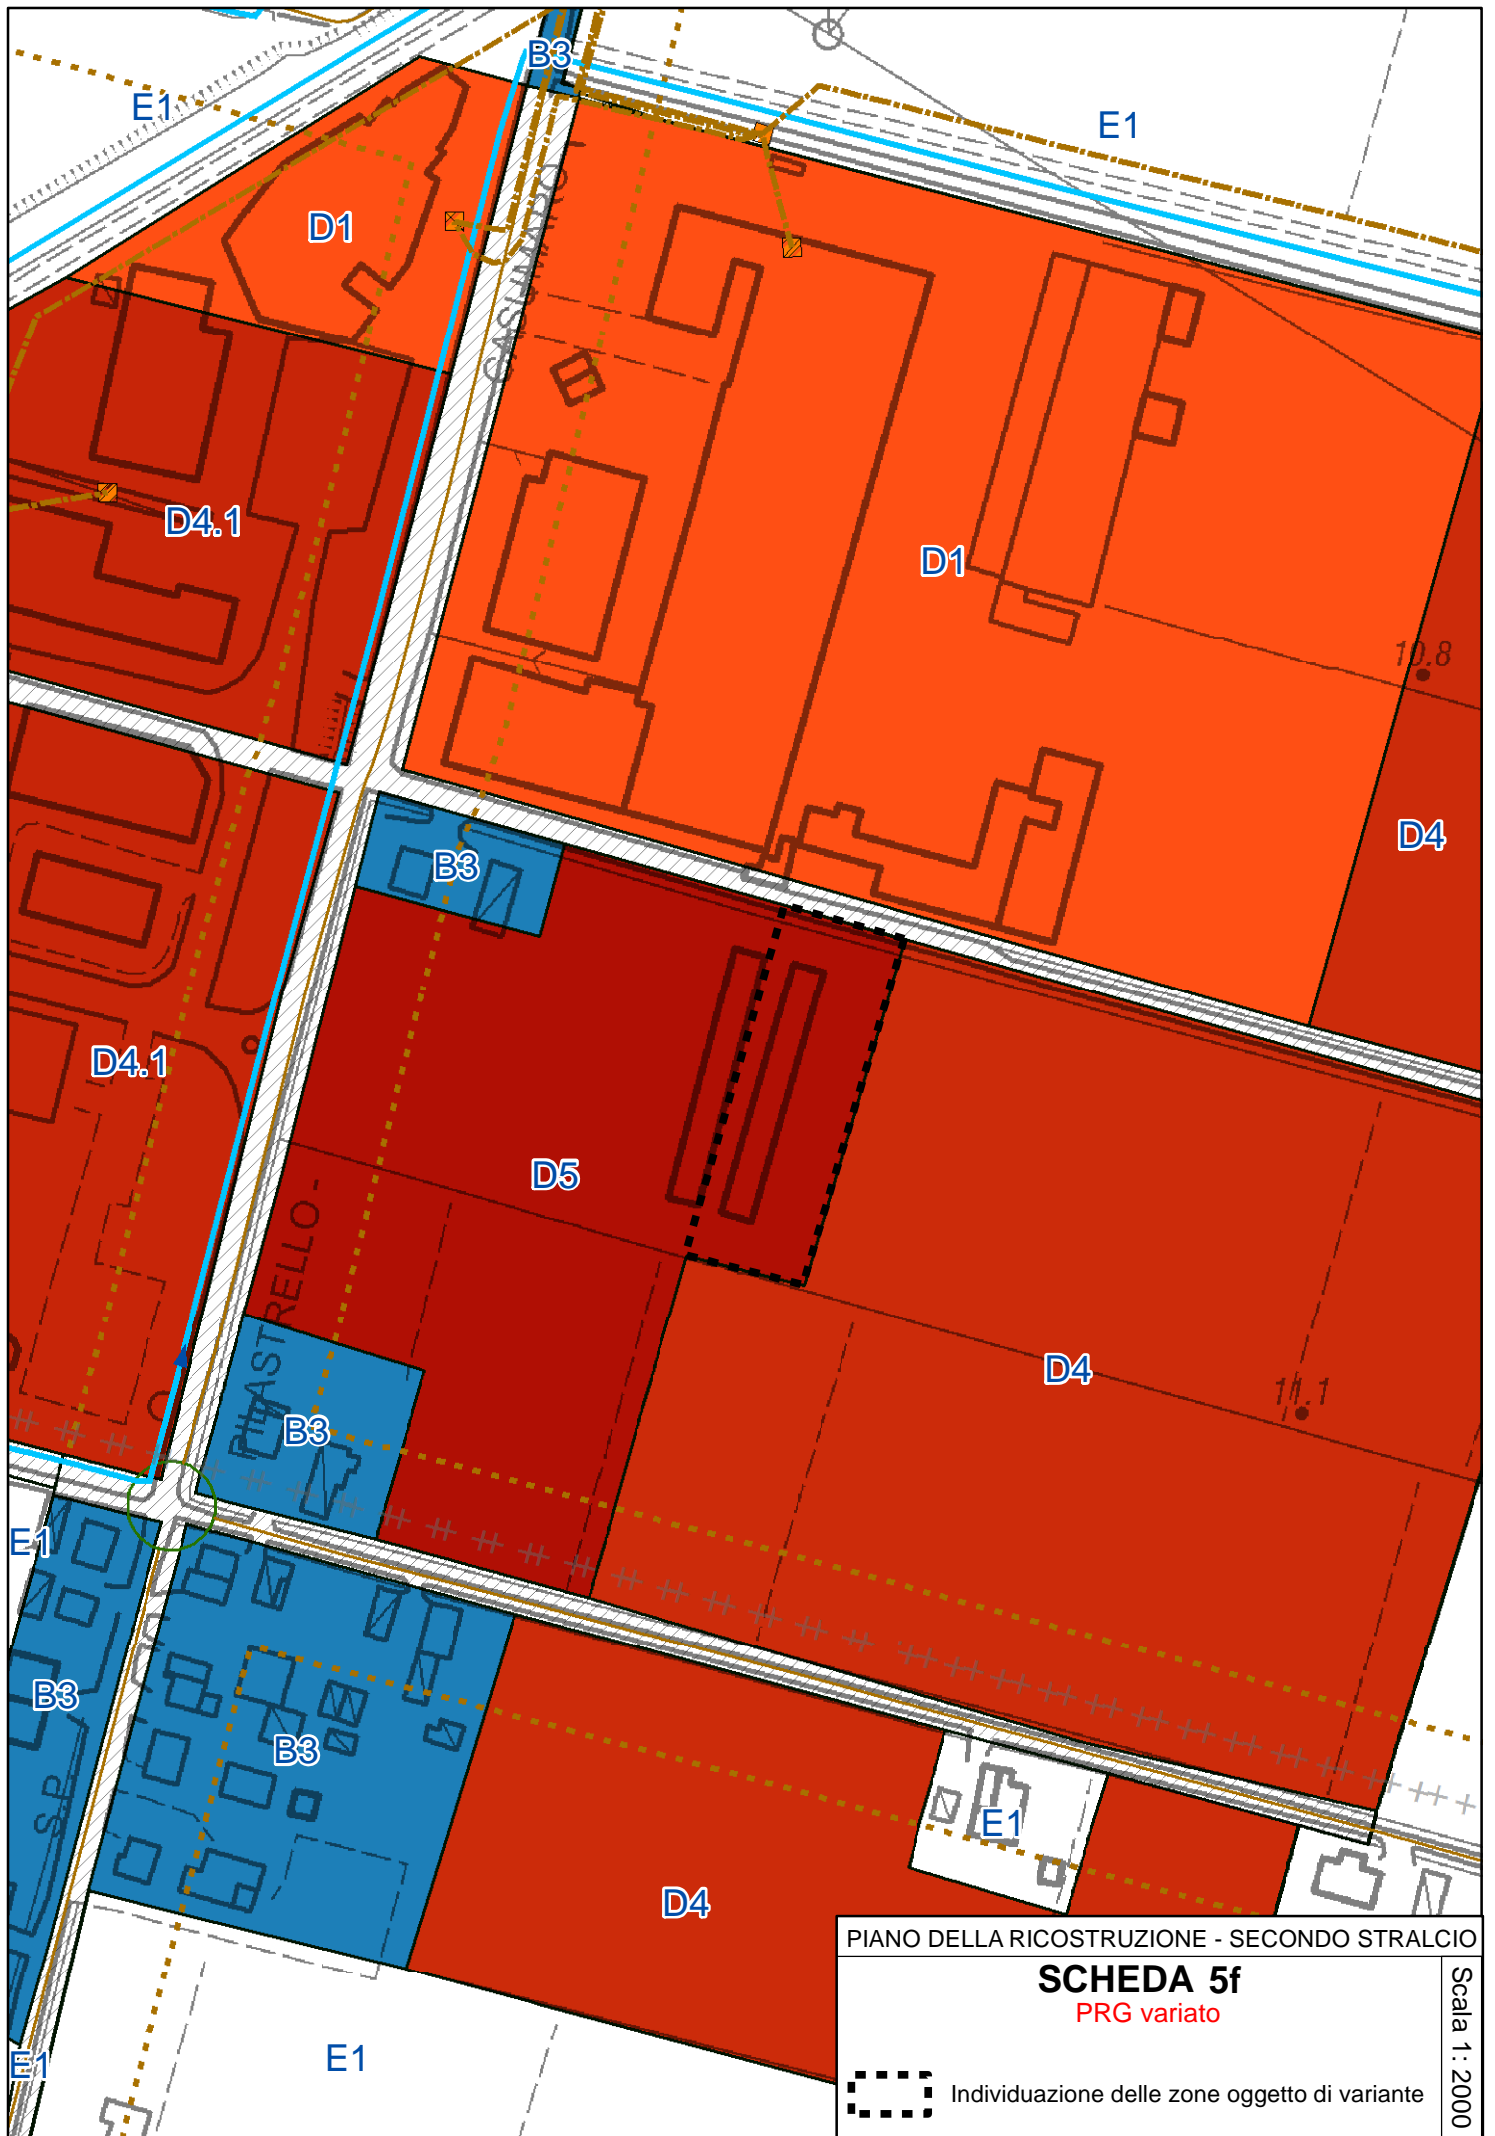 B3
E1
E1
D1
CASUMARO -
D4.1
D1
10.8
D4
B3
D4.1
D5
PILASTRELLO -
D4
11.1
B3
E1
B3
B3
S.P.
E1
D4
E1
E1
PIANO DELLA RICOSTRUZIONE - SECONDO STRALCIO
SCHEDA 5f
PRG variato
Individuazione delle zone oggetto di variante
Scala 1: 2000